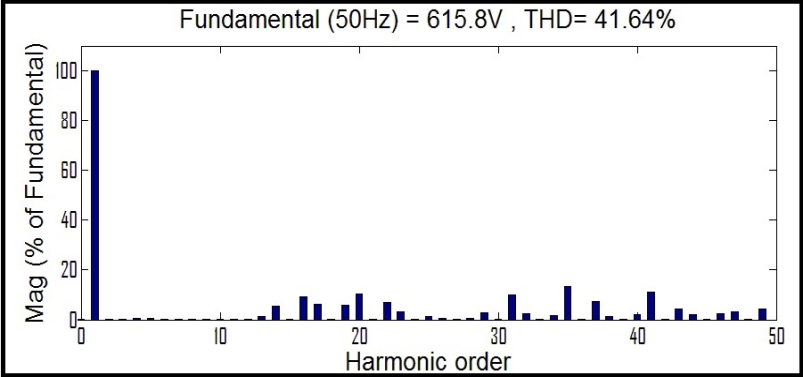 Fundamental (50Hz) = 615.8V , THD= 41.64%
Mag (% of Fundamental)
100
80
60
40
20
0
0 10 20 30 40 50
Harmonic order